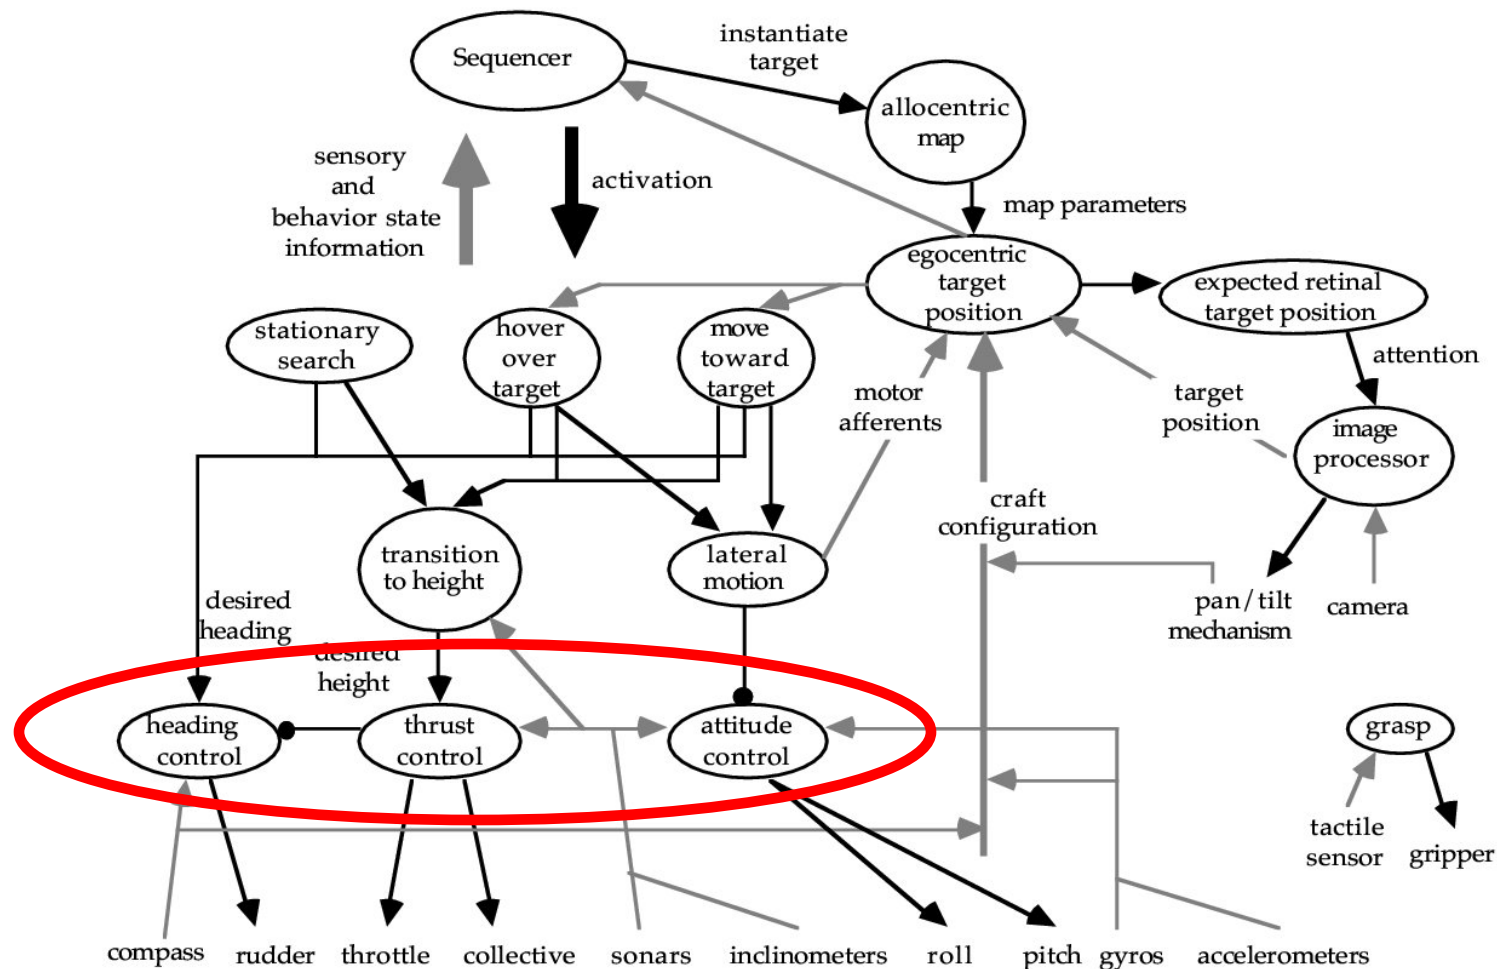 Sequencer
instantiate
target
allocentric
map
sensory
and
behavior state
information
activation
map parameters
egocentric
target
position
expected retinal
target position
stationary
search
hover
over
target
move
toward
target
attention
motor
afferents
target
position
image
processor
craft
configuration
transition
to height
lateral
motion
pan/tilt
mechanism
camera
desired
heading
desired
height
heading
control
thrust
control
attitude
control
grasp
tactile
sensor
gripper
compass
rudder
throttle
collective
sonars
inclinometers
roll
pitch
gyros
accelerometers